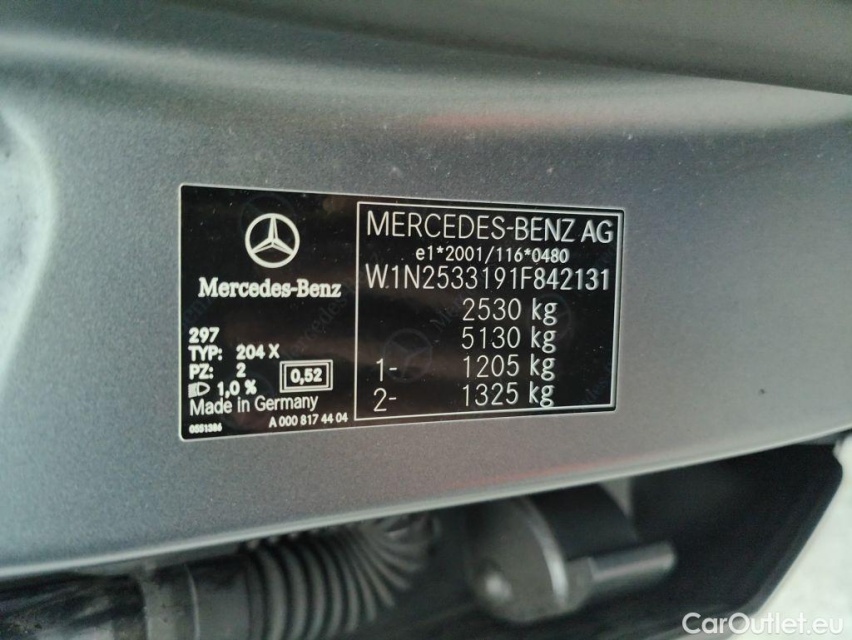 Mercedes-Benz
297
TYP: 204 X
PZ: 2
1,0 %
0,52
Made in Germany
0551386
A 000 817 44 04
MERCEDES-BENZ AG
e1*2001/116*0480
W1N2533191F842131
2530 kg
5130 kg
1- 1205 kg
2- 1325 kg
CarOutlet.eu